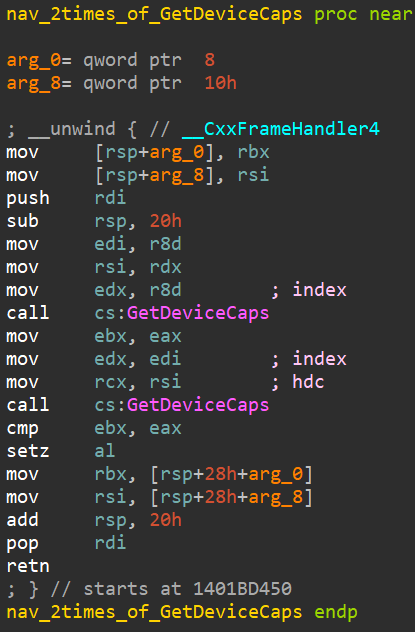 nav_2times_of_GetDeviceCaps proc near
arg_0= qword ptr  8
arg_8= qword ptr  10h
; __unwind { // __CxxFrameHandler4
mov     [rsp+arg_0], rbx
mov     [rsp+arg_8], rsi
push    rdi
sub     rsp, 20h
mov     edi, r8d
mov     rsi, rdx
mov     edx, r8d        ; index
call    cs:GetDeviceCaps
mov     ebx, eax
mov     edx, edi        ; index
mov     rcx, rsi        ; hdc
call    cs:GetDeviceCaps
cmp     ebx, eax
setz    al
mov     rbx, [rsp+28h+arg_0]
mov     rsi, [rsp+28h+arg_8]
add     rsp, 20h
pop     rdi
retn
; } // starts at 1401BD450
nav_2times_of_GetDeviceCaps endp